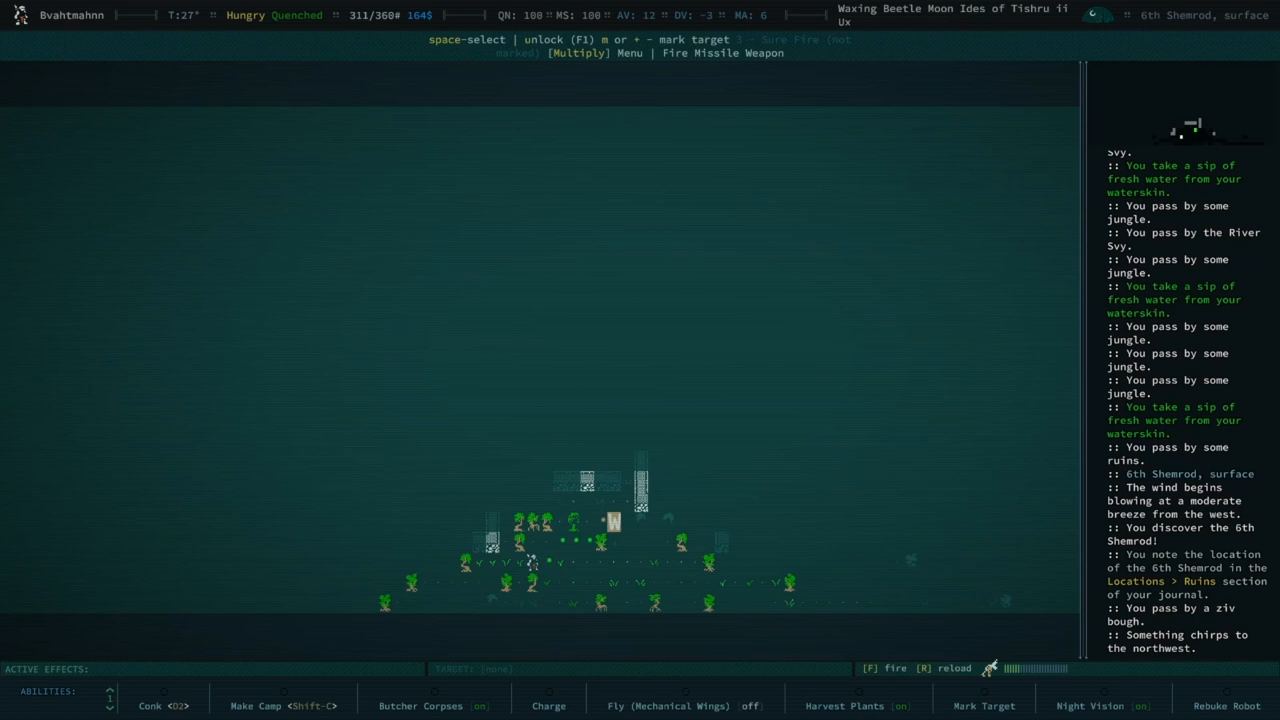 Bvahtmahnn T:27° Hungry Quenched 311/360# 164$ QN: 100 MS: 100 AV: 12 DV: -3 MA: 6 Waxing Beetle Moon Ides of Tishru ii Ux 6th Shemrod, surface
space-select | unlock (F1) m or + - mark target 3 - Sure Fire (not
marked) [Multiply] Menu | Fire Missile Weapon
Svy.
:: You take a sip of
fresh water from your
waterskin.
:: You pass by some
jungle.
:: You pass by the River
Svy.
:: You pass by some
jungle.
:: You take a sip of
fresh water from your
waterskin.
:: You pass by some
jungle.
:: You pass by some
jungle.
:: You pass by some
jungle.
:: You take a sip of
fresh water from your
waterskin.
:: You pass by some
ruins.
:: 6th Shemrod, surface
:: The wind begins
blowing at a moderate
breeze from the west.
:: You discover the 6th
Shemrod!
:: You note the location
of the 6th Shemrod in the
Locations > Ruins section
of your journal.
:: You pass by a ziv
bough.
:: Something chirps to
the northwest.
W
ACTIVE EFFECTS: TARGET: [none] [F] fire [R] reload
ABILITIES: 1 Conk <D2> Make Camp <Shift-C> Butcher Corpses [on] Charge Fly (Mechanical Wings) [off] Harvest Plants [on] Mark Target Night Vision [on] Rebuke Robot